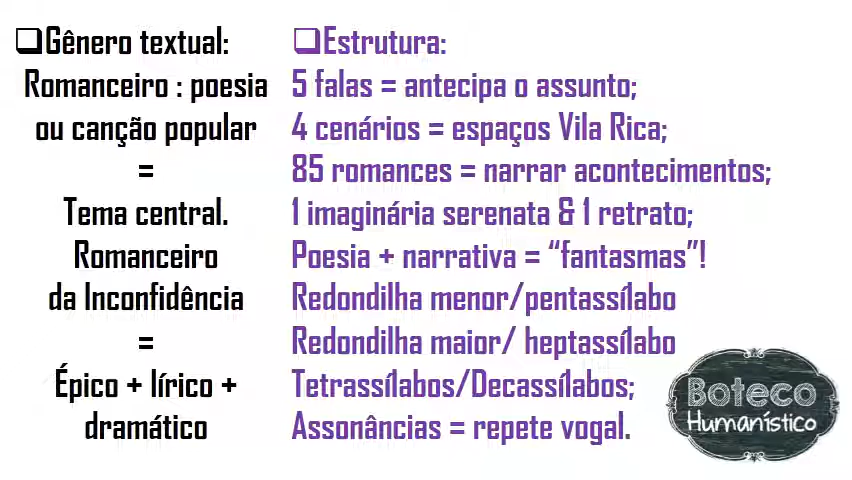 ❑Gênero textual:
Romanceiro : poesia
ou canção popular
=
Tema central.
Romanceiro
da Inconfidência
=
Épico + lírico +
dramático
❑Estrutura:
5 falas = antecipa o assunto;
4 cenários = espaços Vila Rica;
85 romances = narrar acontecimentos;
1 imaginária serenata & 1 retrato;
Poesia + narrativa = “fantasmas”!
Redondilha menor/pentassílabo
Redondilha maior/ heptassílabo
Tetrassílabos/Decassílabos;
Assonâncias = repete vogal.
Boteco
Humanístico